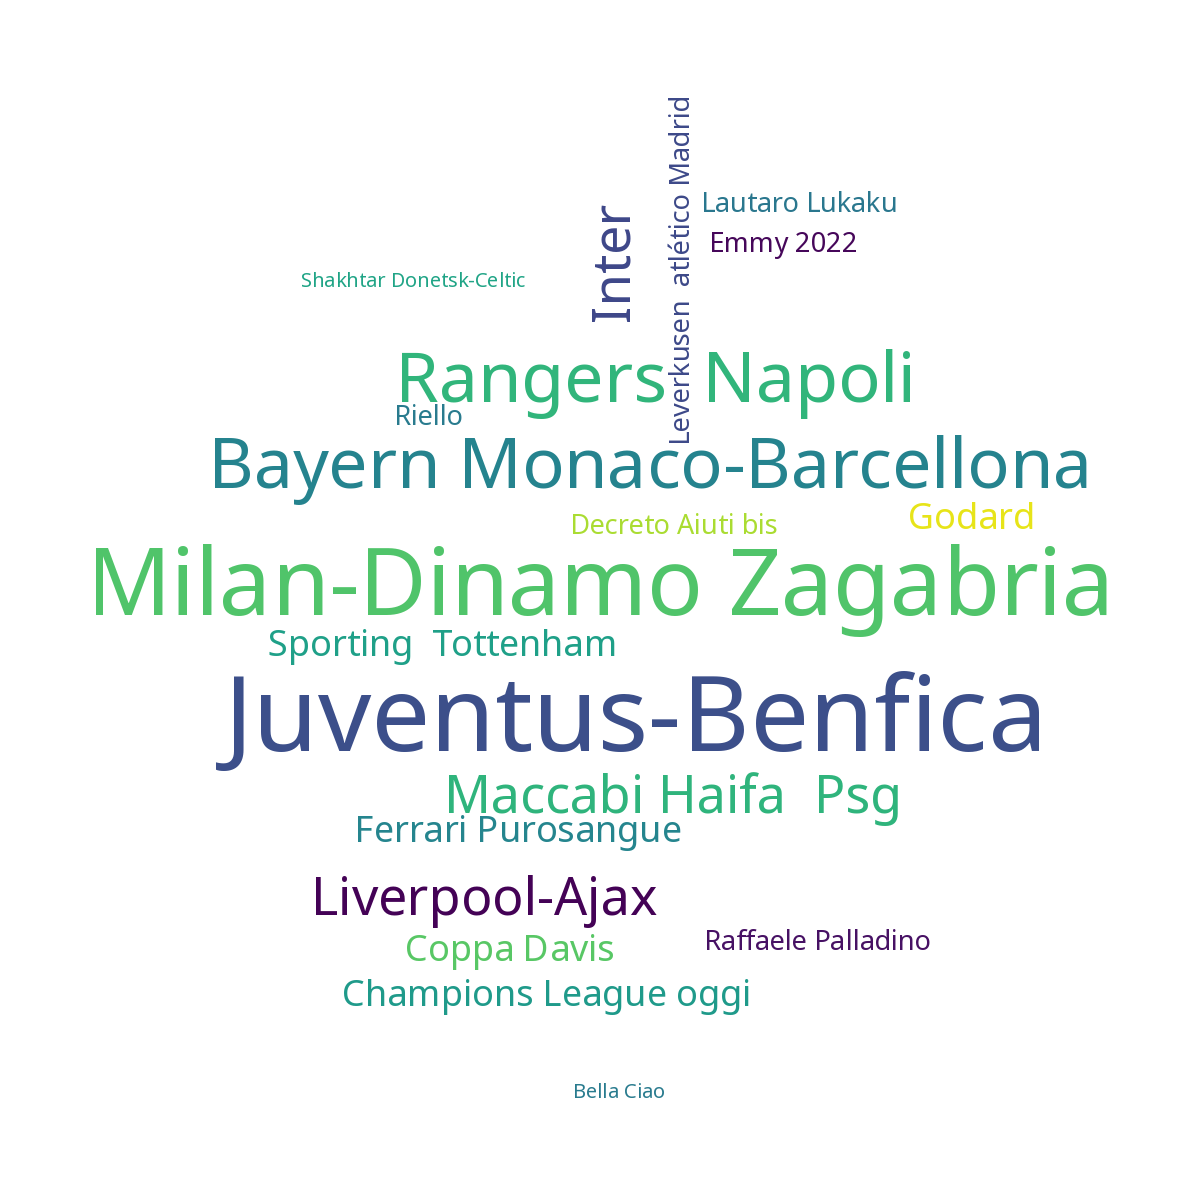 Leverkusen  atlético Madrid
Lautaro Lukaku
Inter
Emmy 2022
Shakhtar Donetsk-Celtic
Rangers  Napoli
Riello
Bayern Monaco-Barcellona
Godard
Decreto Aiuti bis
Milan-Dinamo Zagabria
Sporting  Tottenham
Juventus-Benfica
Maccabi Haifa  Psg
Ferrari Purosangue
Liverpool-Ajax
Raffaele Palladino
Coppa Davis
Champions League oggi
Bella Ciao